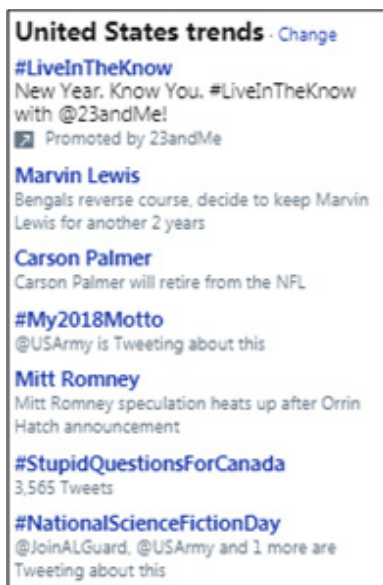 United States trends · Change
#LiveInTheKnow
New Year. Know You. #LiveInTheKnow
with @23andMe!
Promoted by 23andMe
Marvin Lewis
Bengals reverse course, decide to keep Marvin
Lewis for another 2 years
Carson Palmer
Carson Palmer will retire from the NFL
#My2018Motto
@USArmy is Tweeting about this
Mitt Romney
Mitt Romney speculation heats up after Orrin
Hatch announcement
#StupidQuestionsForCanada
3,565 Tweets
#NationalScienceFictionDay
@JoinALGuard, @USArmy and 1 more are
Tweeting about this